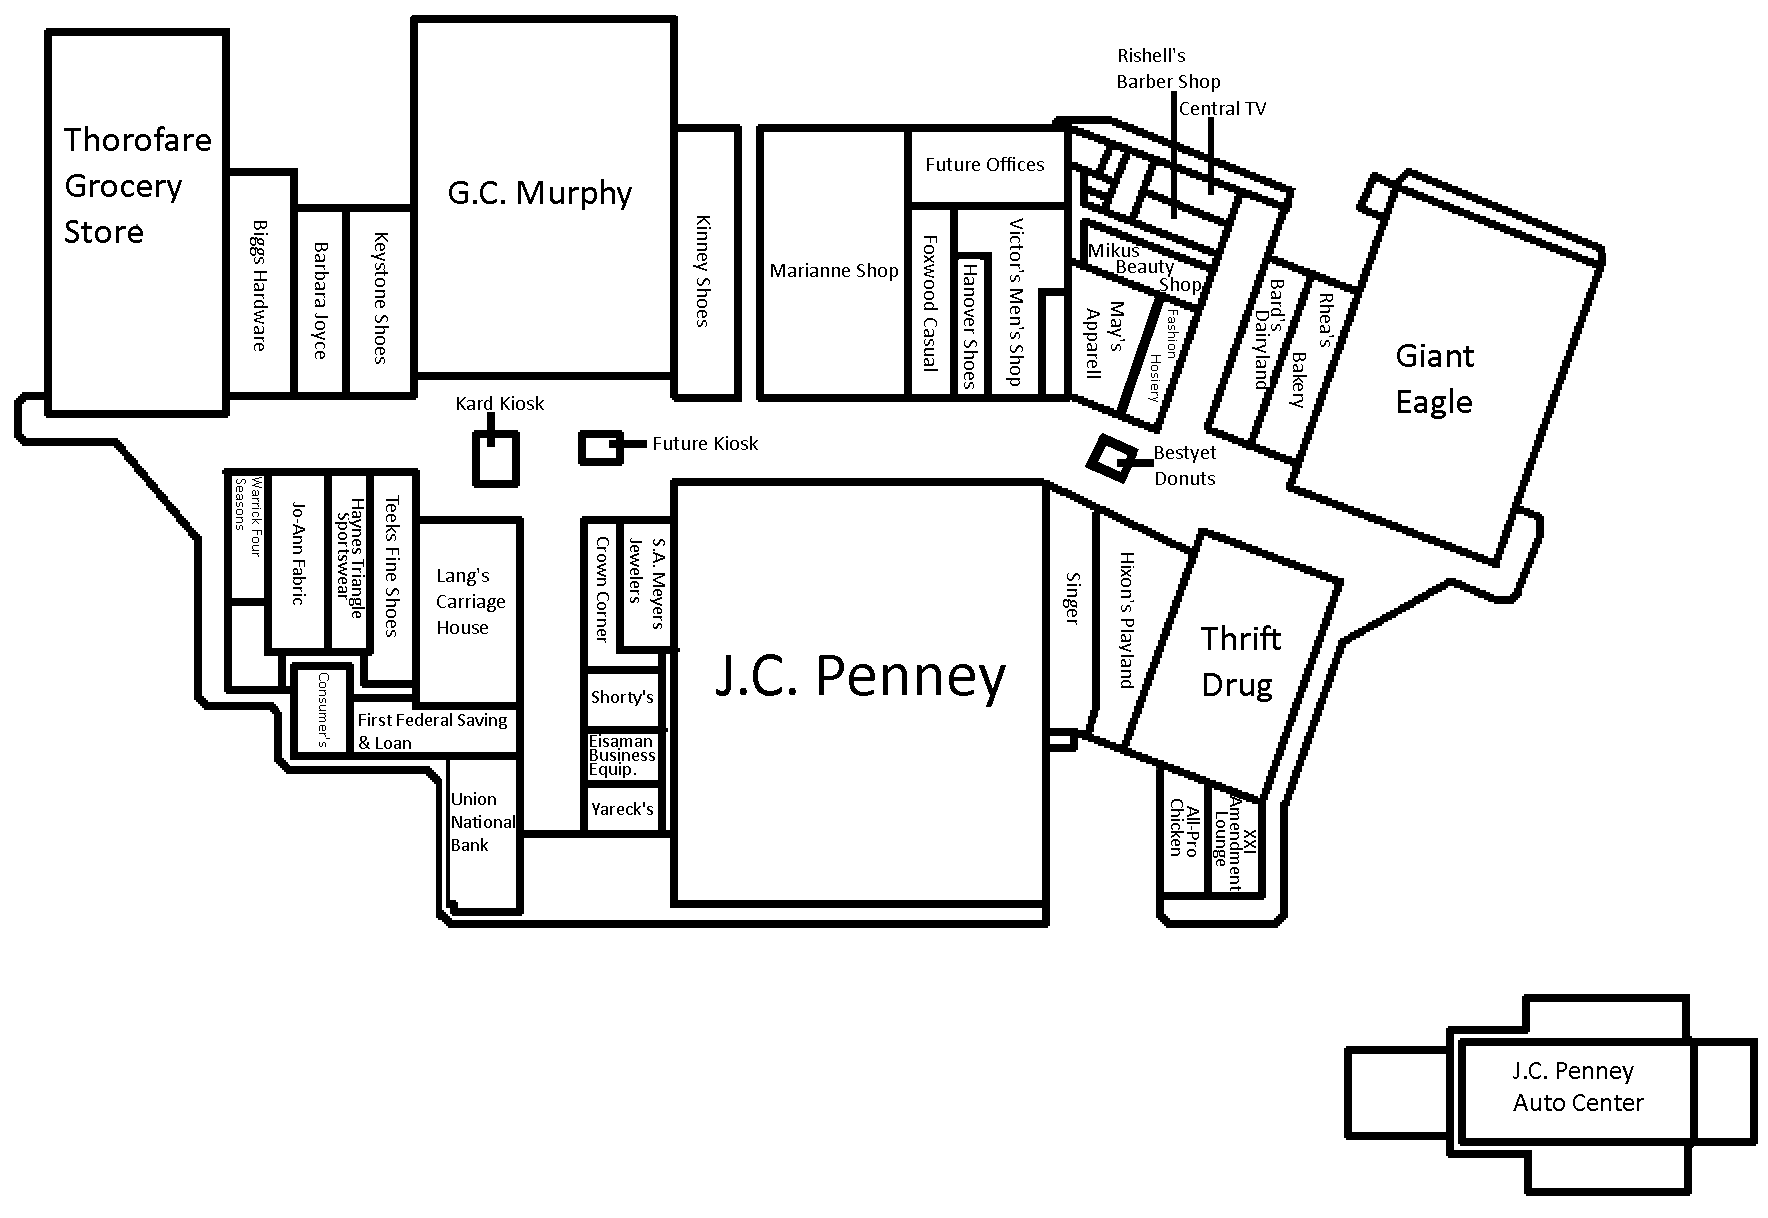 Rishell's
Barber Shop
Central TV
Thorofare
Grocery
Store
G.C. Murphy
Future Offices
Biggs Hardware
Barbara Joyce
Keystone Shoes
Kinney Shoes
Marianne Shop
Foxwood Casual
Hanover Shoes
Victor's Men's Shop
Mikus
Beauty
Shop
May's
Apparell
Fashion Hosiery
Bard's
Dairyland
Rhea's
Bakery
Giant
Eagle
Kard Kiosk
Future Kiosk
Bestyet
Donuts
Warrick Four
Seasons
Jo-Ann Fabric
Haynes Triangle
Sportswear
Teeks Fine Shoes
Lang's
Carriage
House
Crown Corner
S.A. Meyers
Jewelers
J.C. Penney
Singer
Hixon's Playland
Thrift
Drug
Consumer's
First Federal Saving
& Loan
Shorty's
Eisaman
Business
Equip.
Yareck's
Union
National
Bank
All-Pro
Chicken
XXI
Amendment
Lounge
J.C. Penney
Auto Center